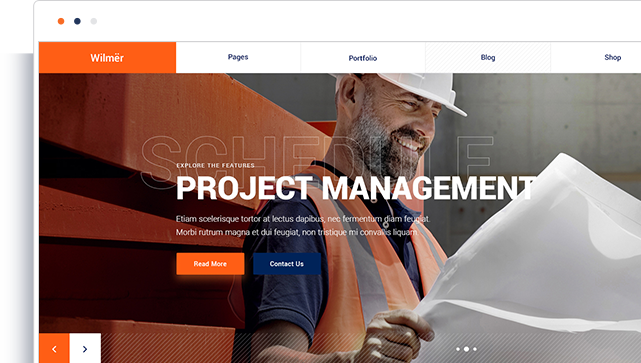 Wilmër
Pages
Portfolio
Blog
Shop
SCHEDULE
EXPLORE THE FEATURES
PROJECT MANAGEMENT
Etiam scelerisque tortor at lectus dapibus, nec fermentum diam feugiat.
Morbi rutrum magna et dui feugiat, non tristique mi convallis liquam
Read More
Contact Us